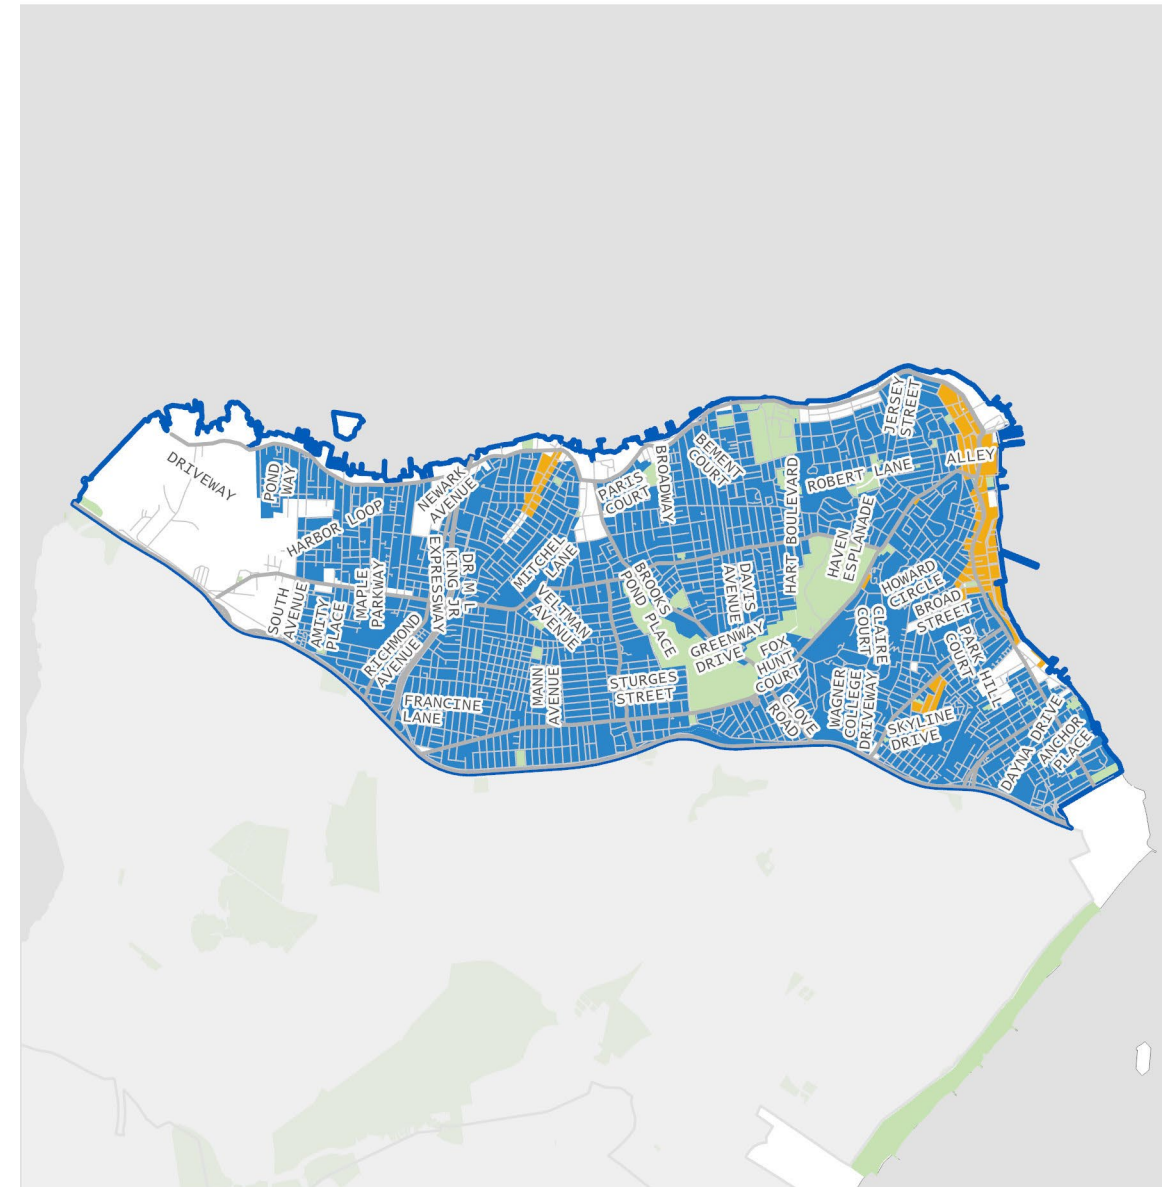 JERSEY
STREET
ALLEY
BEMENT
COURT
DRIVEWAY
POND
WAY
NEWARK
AVENUE
PARIS
COURT
BROADWAY
ROBERT LANE
HART BOULEVARD
HARBOR LOOP
HAVEN
ESPLANADE
MITCHEL
LANE
DR M L
KING JR
EXPRESSWAY
MAPLE
PARKWAY
SOUTH
AVENUE
AMITY
PLACE
VELTMAN
AVENUE
BROOKS
POND PLACE
DAVIS
AVENUE
HOWARD
CIRCLE
BROAD
STREET
RICHMOND
AVENUE
GREENWAY
DRIVE
CLAIRE
COURT
PARK HILL
COURT
FOX
HUNT
COURT
FRANCINE
LANE
MANN
AVENUE
STURGES
STREET
CLOVE
ROAD
WAGNER
COLLEGE
DRIVEWAY
SKYLINE
DRIVE
DAYNA DRIVE
ANCHOR
PLACE